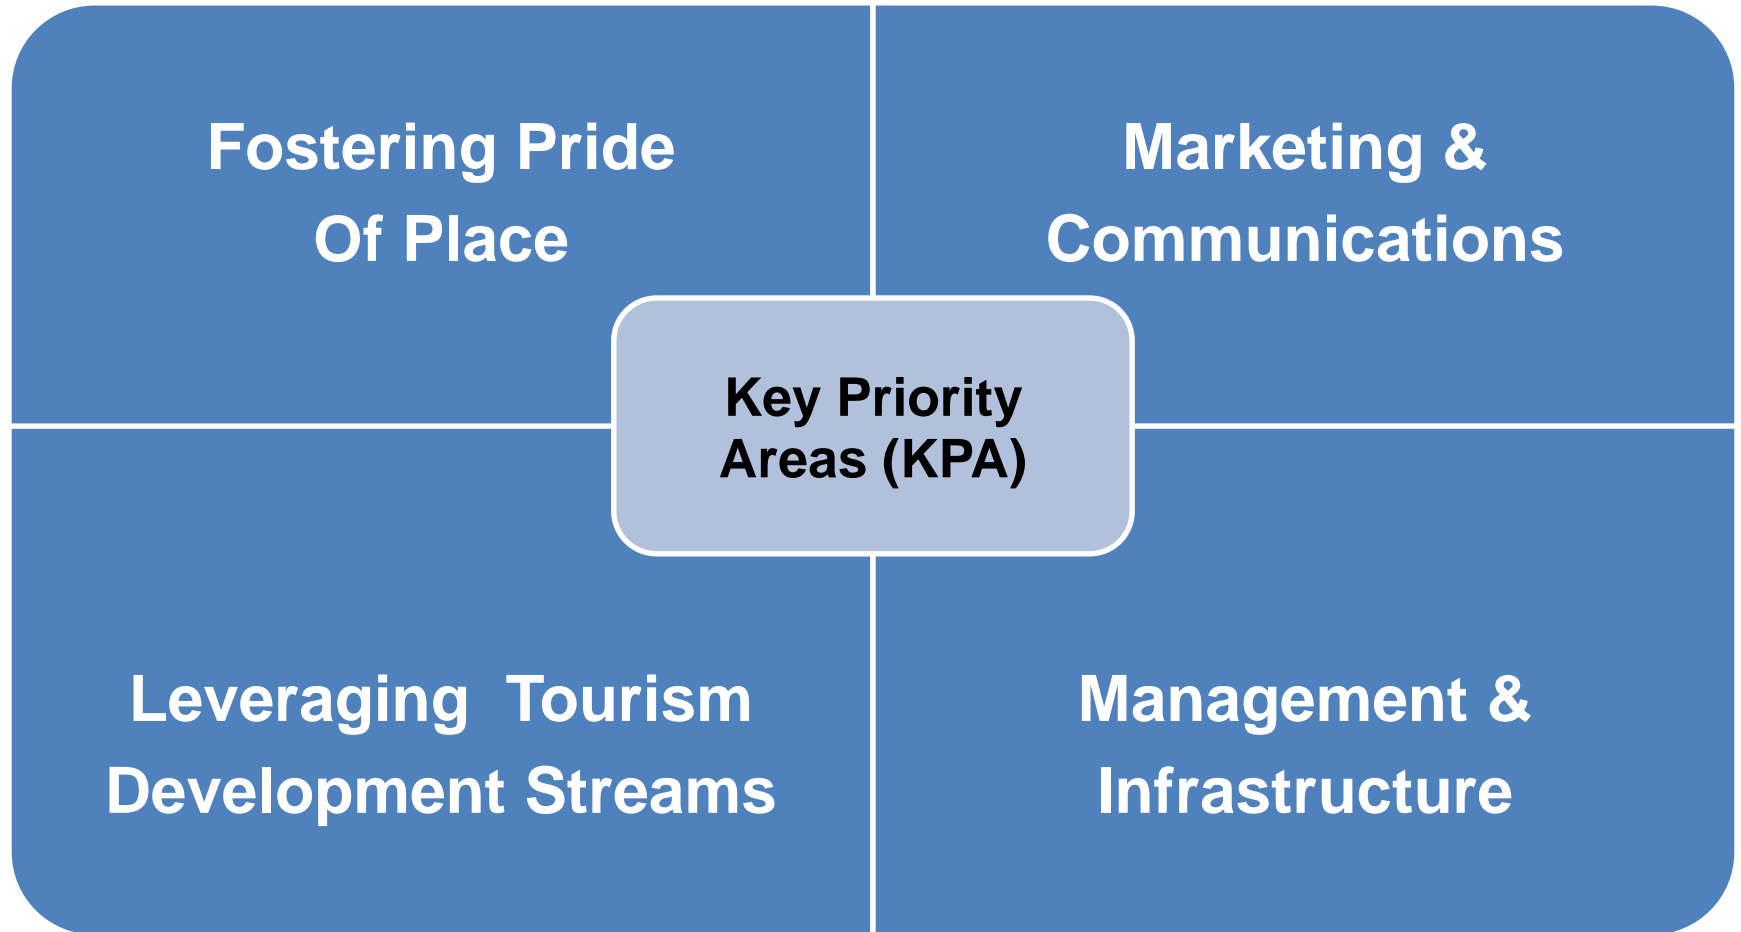 Fostering Pride
Of Place
Marketing &
Communications
Key Priority
Areas (KPA)
Leveraging  Tourism
Development Streams
Management &
Infrastructure